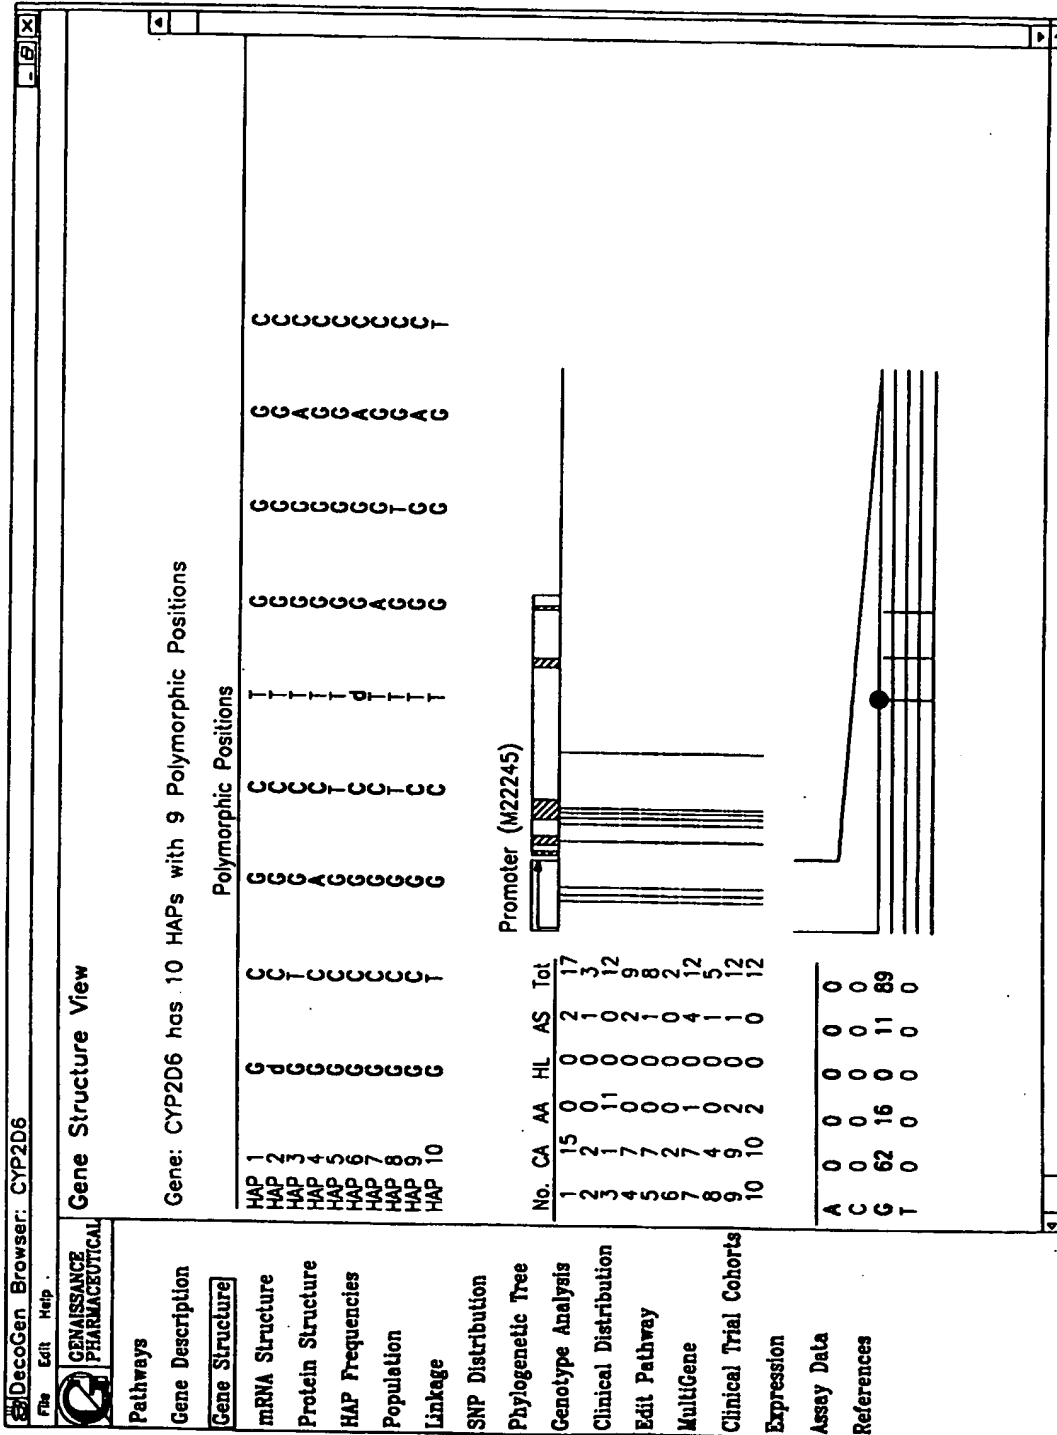 DecoGen Browser: CYP2D6
File Edit Help
GENAISSANCE
PHARMACEUTICAL
Pathways
Gene Description
Gene Structure
mRNA Structure
Protein Structure
HAP Frequencies
Population
Linkage
SNP Distribution
Phylogenetic Tree
Genotype Analysis
Clinical Distribution
Edit Pathway
MultiGene
Clinical Trial Cohorts
Expression
Assay Data
References
Gene Structure View
Gene: CYP2D6 has 10 HAPs with 9 Polymorphic Positions
Polymorphic Positions
HAP 1 G C G C T G G G C
HAP 2 d C G C T G G G C
HAP 3 G T G C T G G A C
HAP 4 G C A C T G G G C
HAP 5 G C G T T G G G C
HAP 6 G C G C d G G A C
HAP 7 G C G C T A G G C
HAP 8 G C G T T G T G C
HAP 9 G C G C T G G A C
HAP 10 G T G C T G G G T
No. CA AA HL AS Tot
1 15 0 0 2 17
2 2 0 0 1 3
3 1 11 0 0 12
4 7 0 0 2 9
5 7 0 0 1 8
6 2 0 0 0 2
7 7 1 0 4 12
8 4 0 0 1 5
9 9 2 0 1 12
10 10 2 0 0 12
Promoter (M22245)
A 0 0 0 0 0
C 0 0 0 0 0
G 62 16 0 11 89
T 0 0 0 0 0